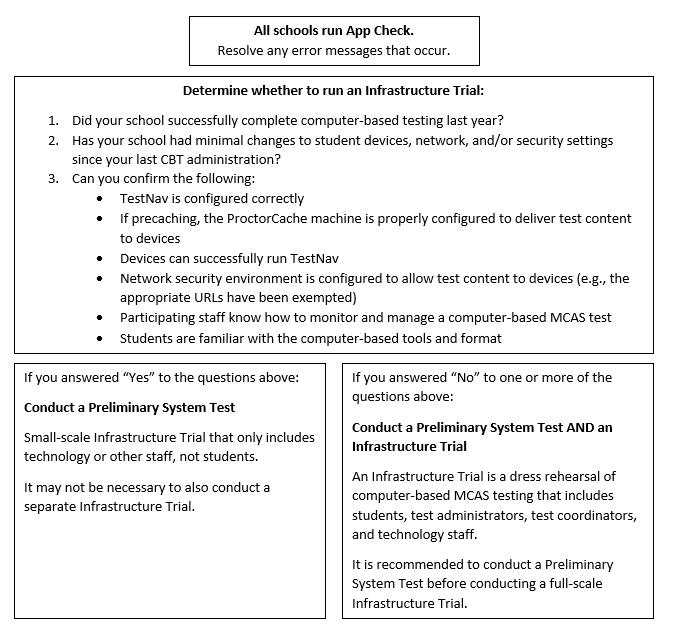 All schools run App Check.
Resolve any error messages that occur.
Determine whether to run an Infrastructure Trial:
1. Did your school successfully complete computer-based testing last year?
2. Has your school had minimal changes to student devices, network, and/or security settings
since your last CBT administration?
3. Can you confirm the following:
• TestNav is configured correctly
• If precaching, the ProctorCache machine is properly configured to deliver test content
to devices
• Devices can successfully run TestNav
• Network security environment is configured to allow test content to devices (e.g., the
appropriate URLs have been exempted)
• Participating staff know how to monitor and manage a computer-based MCAS test
• Students are familiar with the computer-based tools and format
If you answered “Yes” to the questions above:
Conduct a Preliminary System Test
Small-scale Infrastructure Trial that only includes
technology or other staff, not students.
It may not be necessary to also conduct a
separate Infrastructure Trial.
If you answered “No” to one or more of the
questions above:
Conduct a Preliminary System Test AND an
Infrastructure Trial
An Infrastructure Trial is a dress rehearsal of
computer-based MCAS testing that includes
students, test administrators, test coordinators,
and technology staff.
It is recommended to conduct a Preliminary
System Test before conducting a full-scale
Infrastructure Trial.